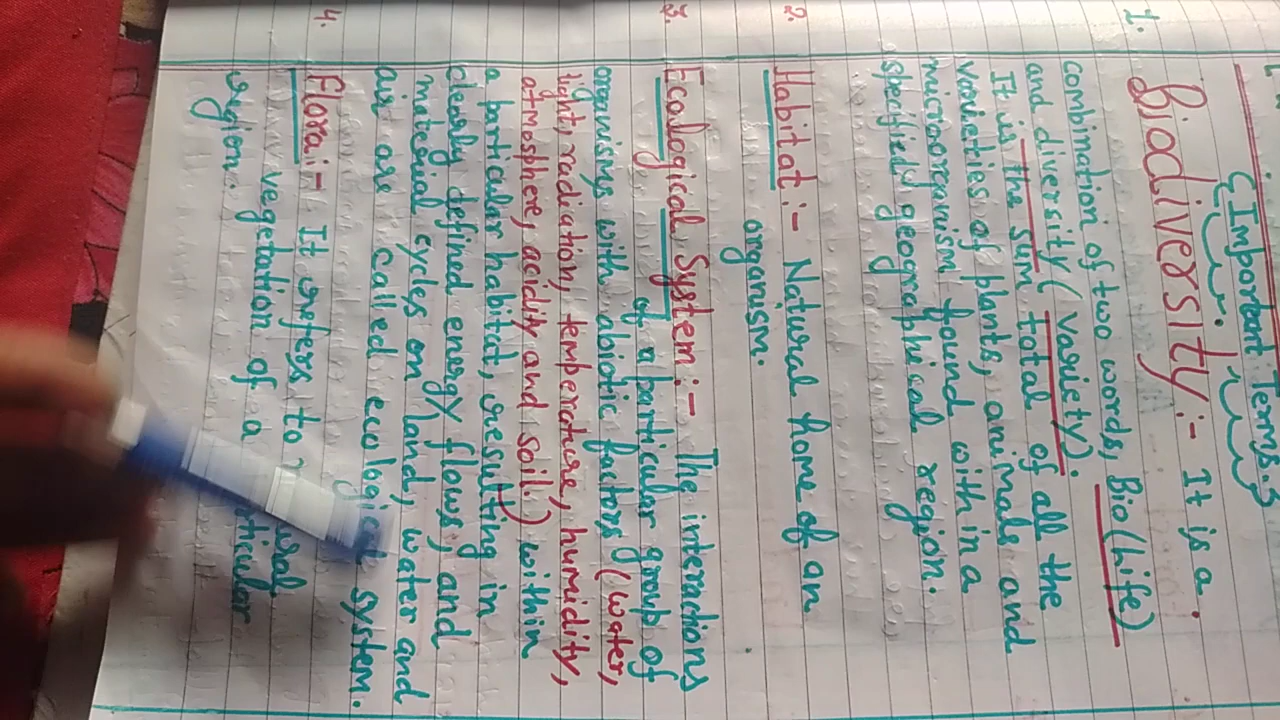 {Important Terms.}
1. Biodiversity:- It is a
combination of two words, Bio(Life)
and diversity (variety).
It is the sum total of all the
varieties of plants, animals and
microorganism found within a
specified geographical region.
2. Habitat:- Natural home of an
organism.
3. Ecological System:- The interactions
of a particular group of
organisms with abiotic factors (water,
light, radiation, temperature, humidity,
atmosphere, acidity and soil.) within
a particular habitat, resulting in
clearly defined energy flows, and
material cycles on land, water and
air are called ecological system.
4. Flora:- It refers to
vegetation of a
region.